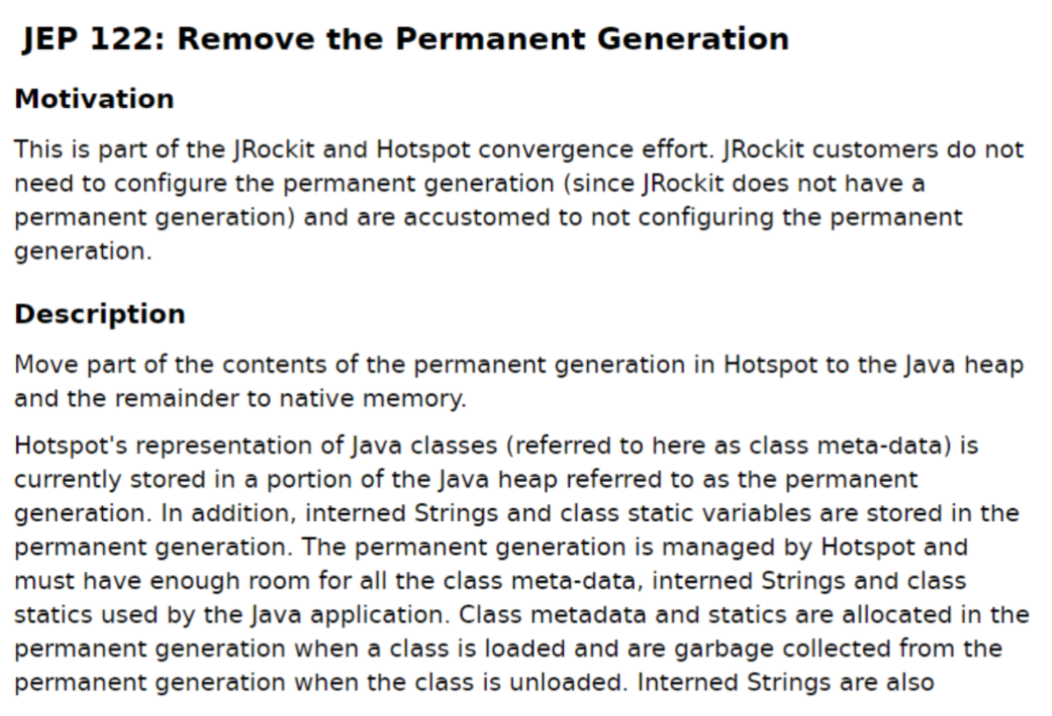 JEP 122: Remove the Permanent Generation
Motivation
This is part of the JRockit and Hotspot convergence effort. JRockit customers do not
need to configure the permanent generation (since JRockit does not have a
permanent generation) and are accustomed to not configuring the permanent
generation.
Description
Move part of the contents of the permanent generation in Hotspot to the Java heap
and the remainder to native memory.
Hotspot's representation of Java classes (referred to here as class meta-data) is
currently stored in a portion of the Java heap referred to as the permanent
generation. In addition, interned Strings and class static variables are stored in the
permanent generation. The permanent generation is managed by Hotspot and
must have enough room for all the class meta-data, interned Strings and class
statics used by the Java application. Class metadata and statics are allocated in the
permanent generation when a class is loaded and are garbage collected from the
permanent generation when the class is unloaded. Interned Strings are also